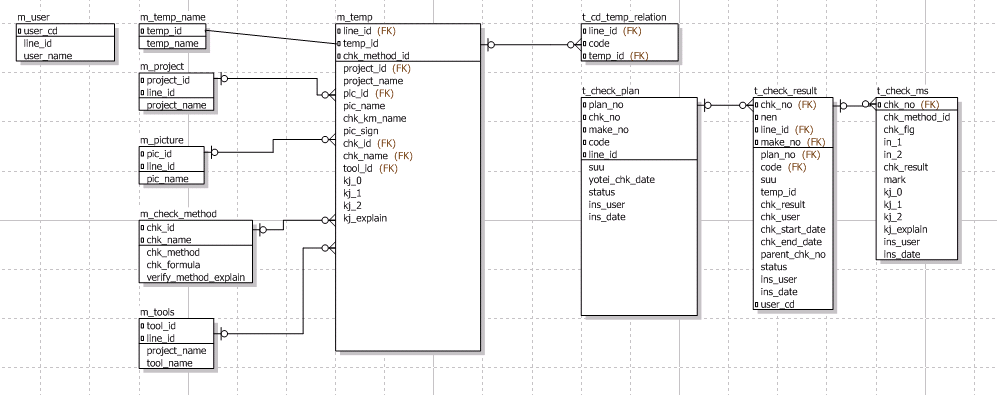 m_user
user_cd
line_id
user_name
m_temp_name
temp_id
temp_name
m_project
project_id
line_id
project_name
m_picture
pic_id
line_id
pic_name
m_check_method
chk_id
chk_name
chk_method
chk_formula
verify_method_explain
m_tools
tool_id
line_id
project_name
tool_name
m_temp
line_id (FK)
temp_id
chk_method_id
project_id (FK)
project_name
pic_id (FK)
pic_name
chk_km_name
pic_sign
chk_id (FK)
chk_name (FK)
tool_id (FK)
kj_0
kj_1
kj_2
kj_explain
t_cd_temp_relation
line_id (FK)
code
temp_id (FK)
t_check_plan
plan_no
chk_no
make_no
code
line_id
suu
yotei_chk_date
status
ins_user
ins_date
t_check_result
chk_no (FK)
nen
line_id (FK)
make_no (FK)
plan_no (FK)
code (FK)
suu
temp_id
chk_result
chk_user
chk_start_date
chk_end_date
parent_chk_no
status
ins_user
ins_date
user_cd
t_check_ms
chk_no (FK)
chk_method_id
chk_flg
in_1
in_2
chk_result
mark
kj_0
kj_1
kj_2
kj_explain
ins_user
ins_date